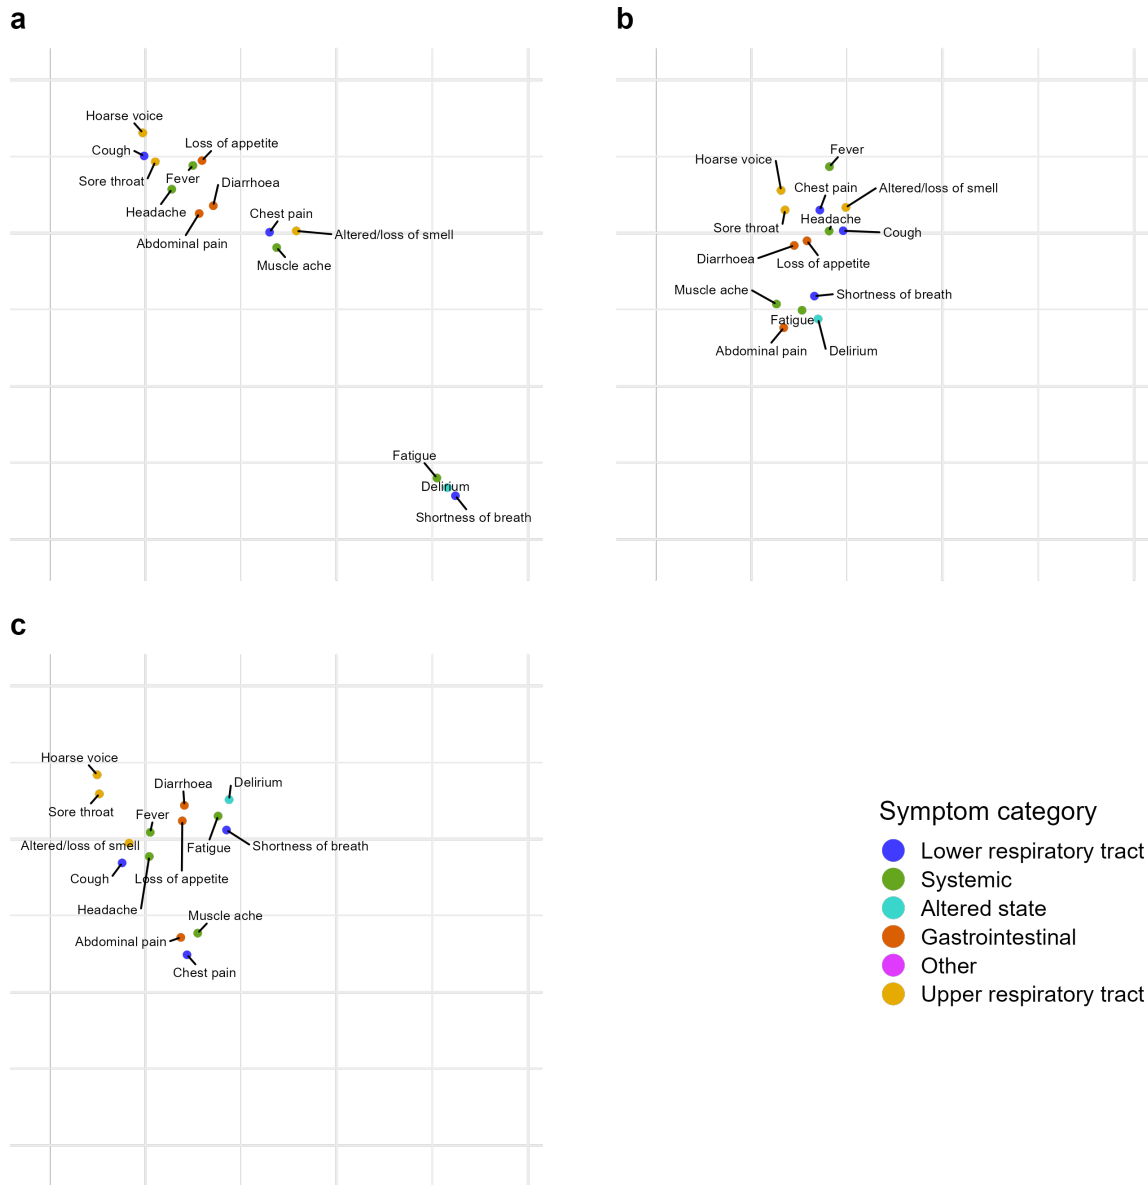 a
Hoarse voice
Cough
Loss of appetite
Sore throat
Fever
Diarrhoea
Headache
Chest pain
Abdominal pain
Altered/loss of smell
Muscle ache
Fatigue
Delirium
Shortness of breath
b
Fever
Hoarse voice
Chest pain
Altered/loss of smell
Headache
Sore throat
Cough
Diarrhoea
Loss of appetite
Muscle ache
Shortness of breath
Fatigue
Abdominal pain
Delirium
c
Hoarse voice
Diarrhoea
Delirium
Sore throat
Fever
Altered/loss of smell
Fatigue
Shortness of breath
Cough
Loss of appetite
Headache
Muscle ache
Abdominal pain
Chest pain
Symptom category
Lower respiratory tract
Systemic
Altered state
Gastrointestinal
Other
Upper respiratory tract